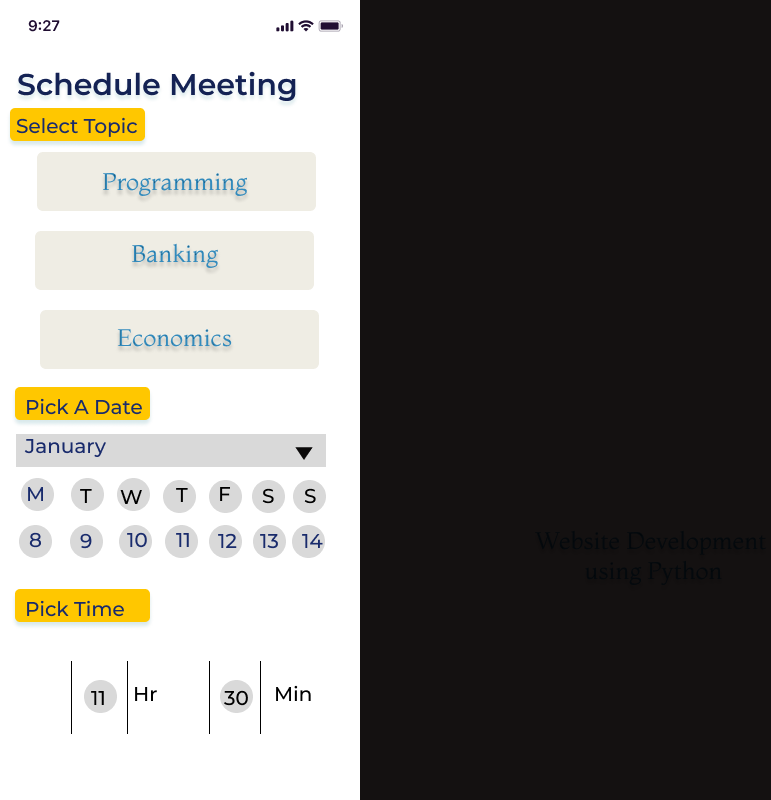 9:27
Schedule Meeting
Select Topic
Programming
Banking
Economics
Pick A Date
January
M T W T F S S
8 9 10 11 12 13 14
Website Development
using Python
Pick Time
11 Hr 30 Min